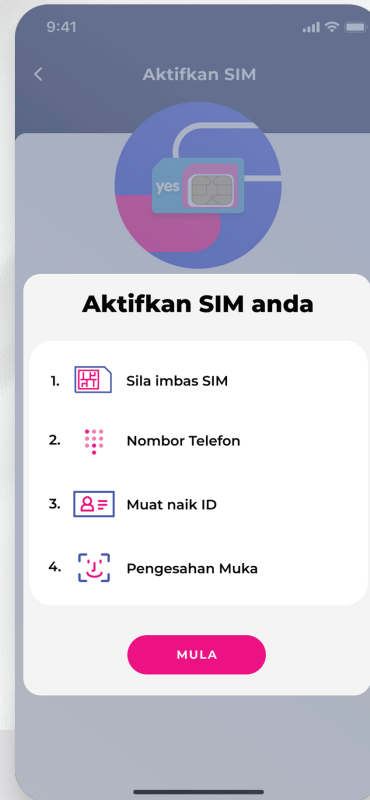 9:41
Aktifkan SIM
yes
Aktifkan SIM anda
1. Sila imbas SIM
2. Nombor Telefon
3. Muat naik ID
4. Pengesahan Muka
MULA